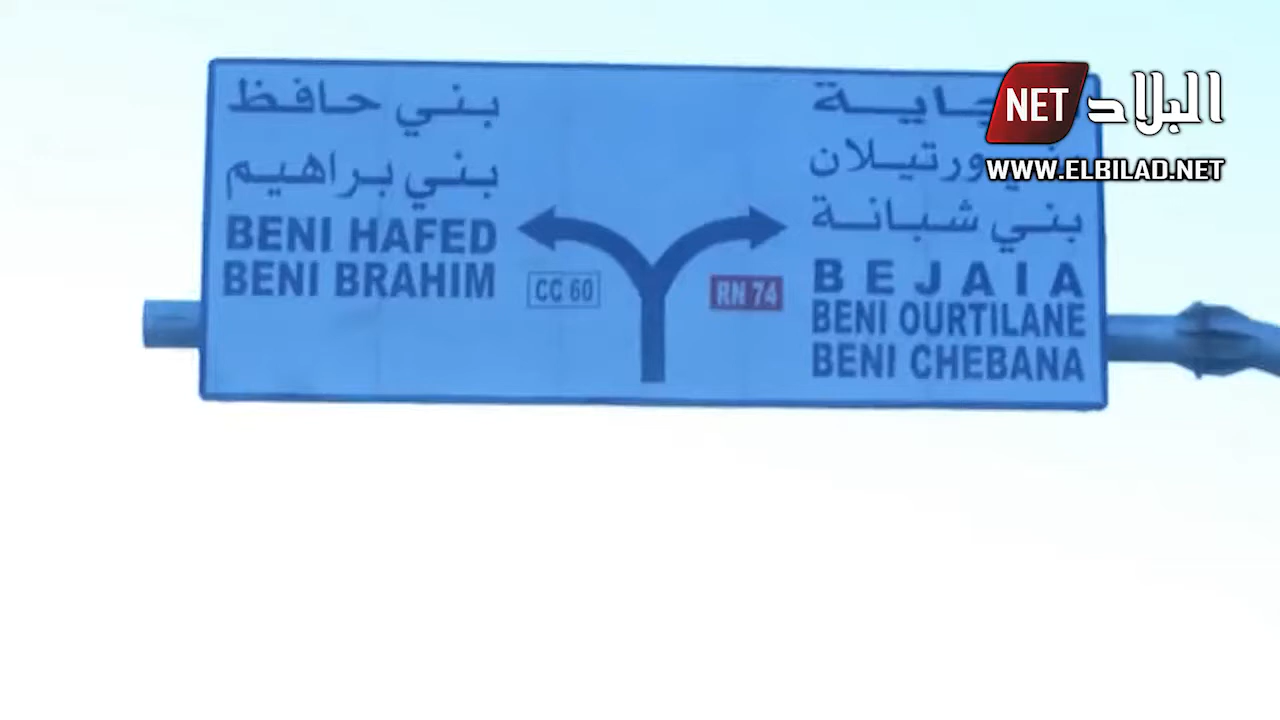 بني حافظ
بني براهيم
BENI HAFED
BENI BRAHIM
CC 60
RN 74
بني شبانة
BEJAIA
BENI OURTILANE
BENI CHEBANA
NET البلاد
WWW.ELBILAD.NET